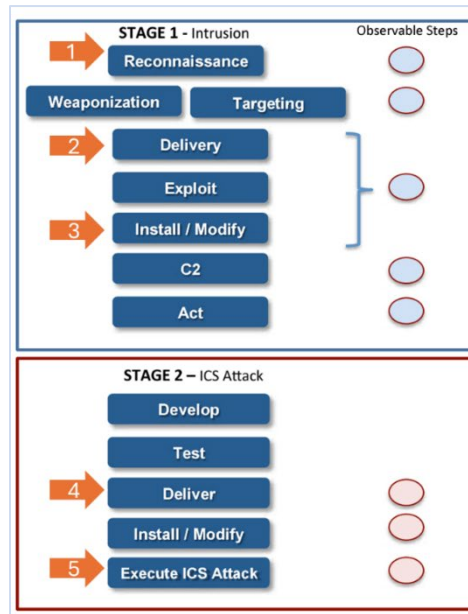 STAGE 1 - Intrusion
Observable Steps
1
Reconnaissance
Weaponization
Targeting
2
Delivery
Exploit
3
Install / Modify
C2
Act
STAGE 2 – ICS Attack
Develop
Test
4
Deliver
Install / Modify
5
Execute ICS Attack